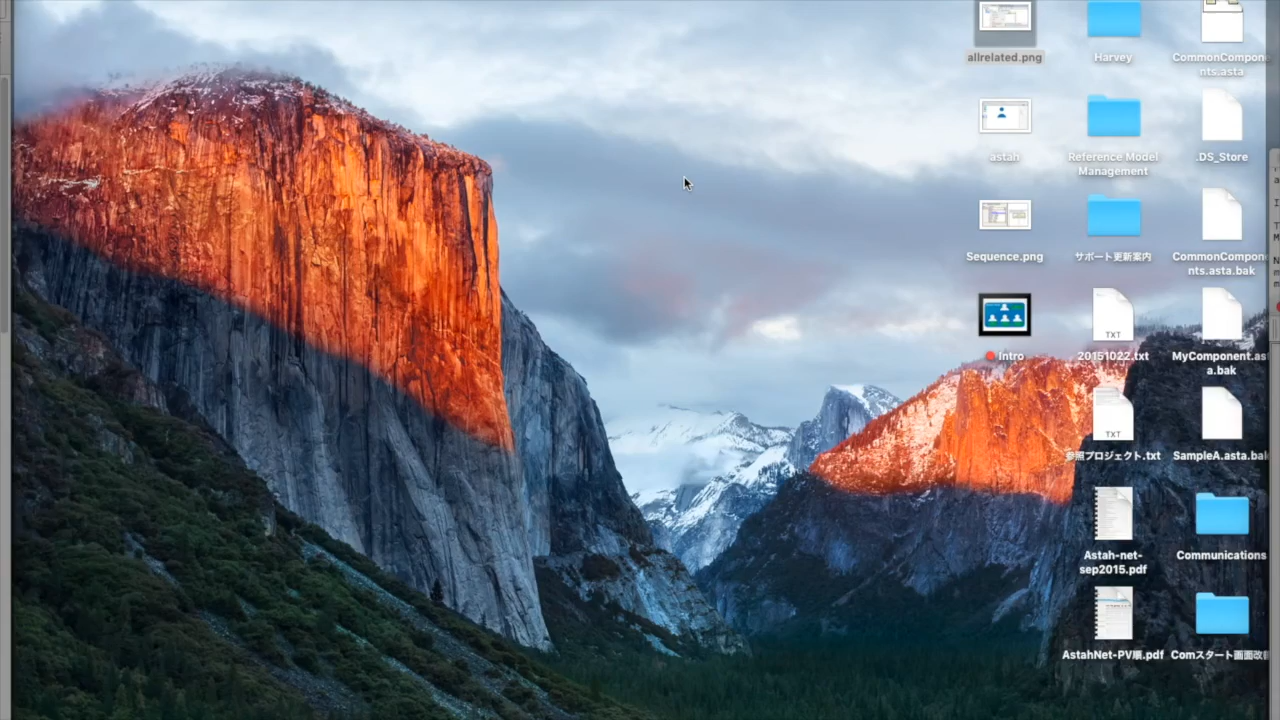 allrelated.png
Harvey
CommonCompone
nts.asta
astah
Reference Model
Management
.DS_Store
Sequence.png
サポート更新案内
CommonCompone
nts.asta.bak
TXT
Intro
20151022.txt
MyComponent.ast
a.bak
TXT
参照プロジェクト.txt
SampleA.asta.bak
Astah-net-
sep2015.pdf
Communications
AstahNet-PV順.pdf
Comスタート画面改善